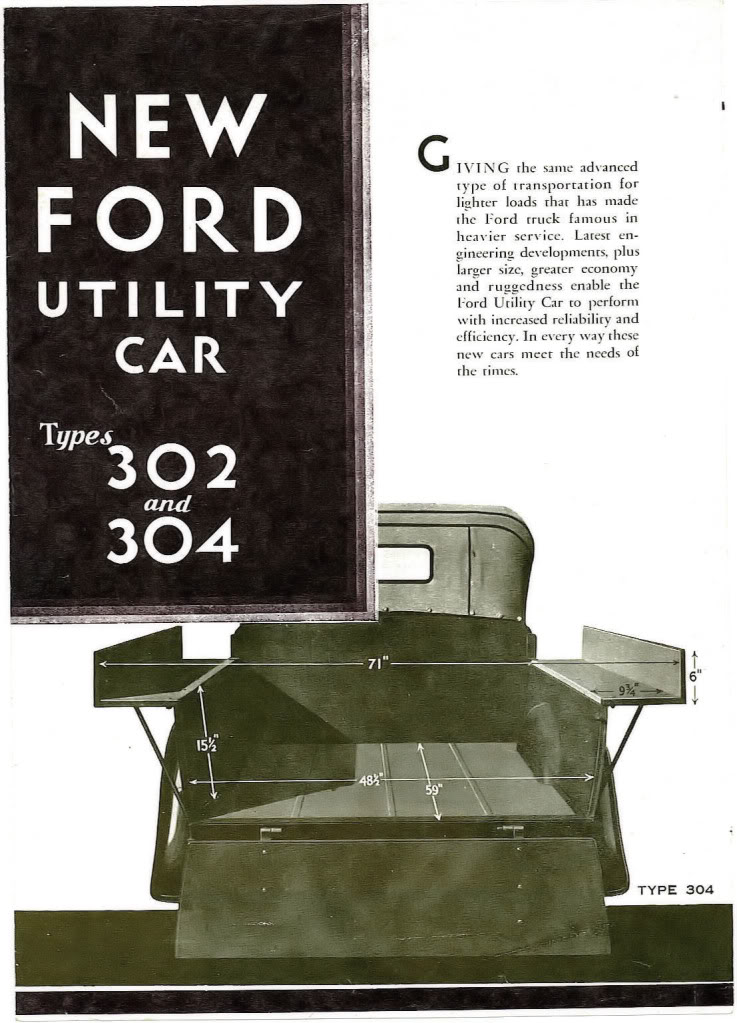 NEW
FORD
UTILITY
CAR
Types
302
and
304
GIVING the same advanced
type of transportation for
lighter loads that has made
the Ford truck famous in
heavier service. Latest en-
gineering developments, plus
larger size, greater economy
and ruggedness enable the
Ford Utility Car to perform
with increased reliability and
efficiency. In every way these
new cars meet the needs of
the times.
71"
6"
9¾"
15½"
48½"
59"
TYPE 304